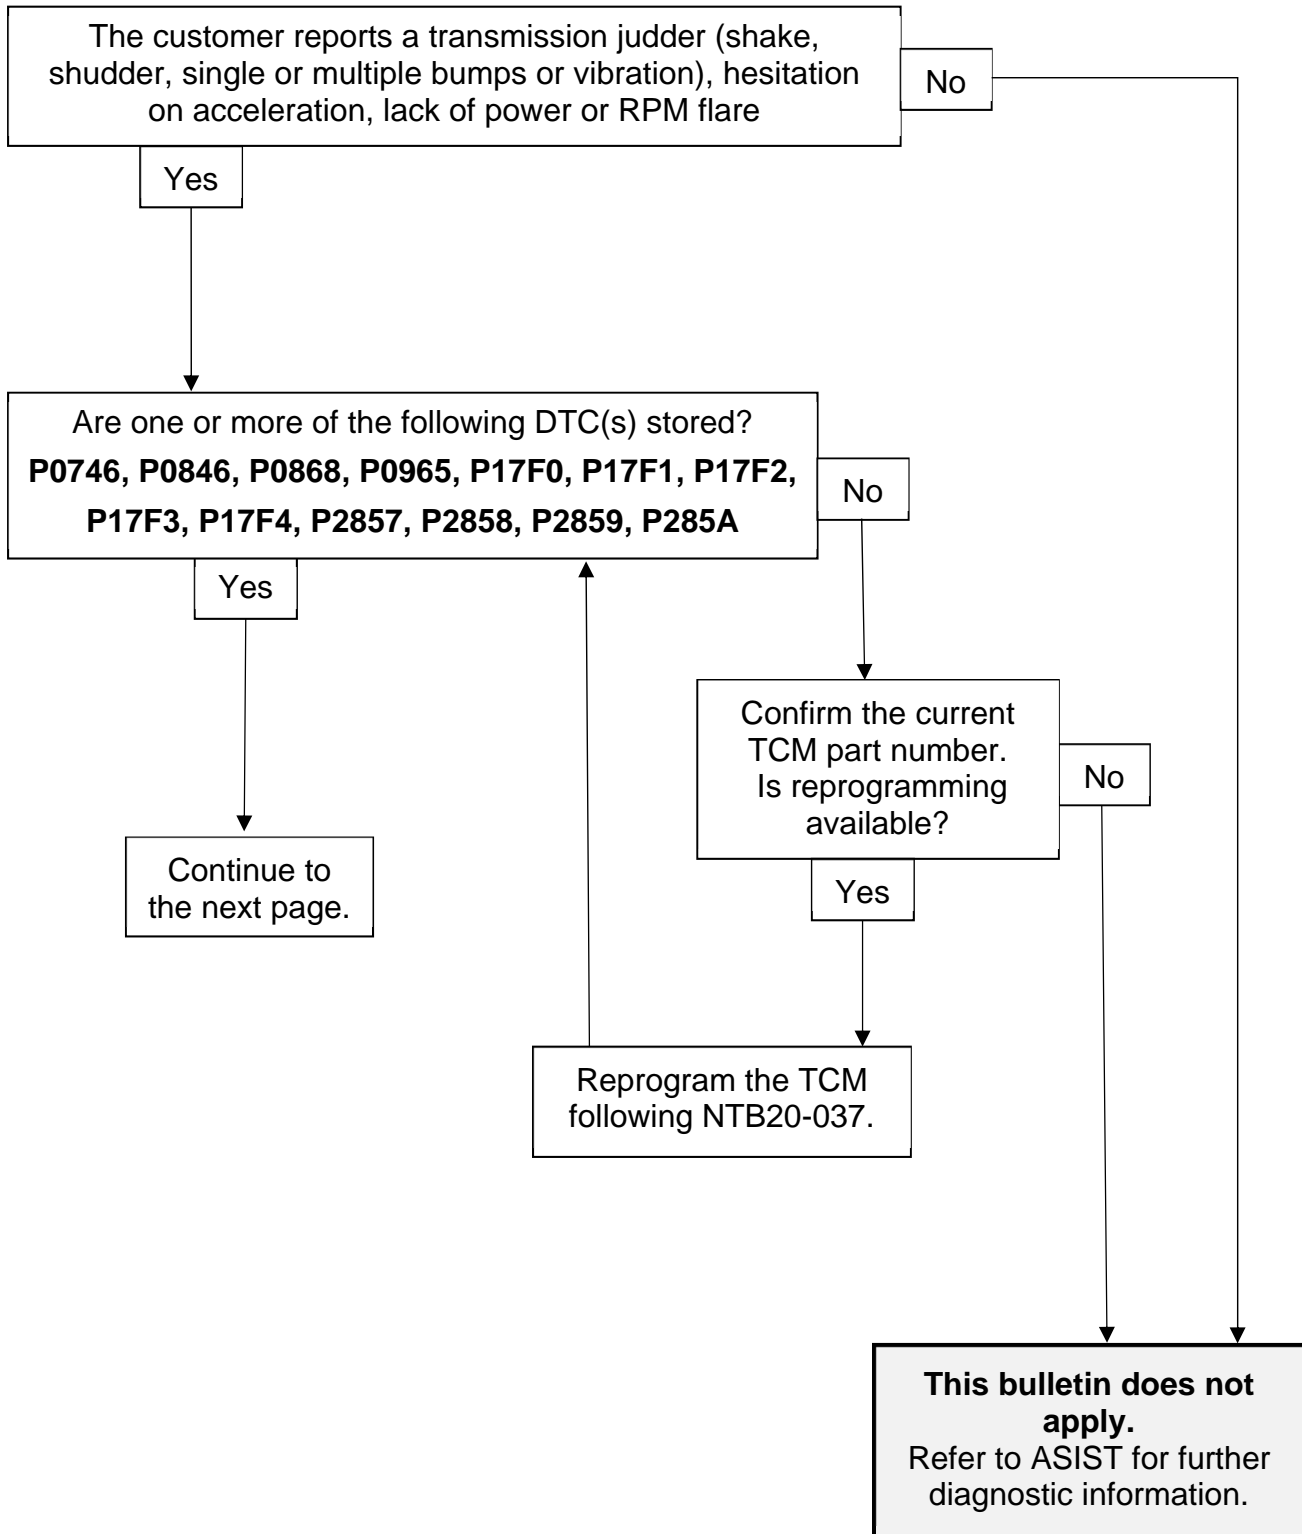 The customer reports a transmission judder (shake,
shudder, single or multiple bumps or vibration), hesitation
on acceleration, lack of power or RPM flare
No
Yes
Are one or more of the following DTC(s) stored?
P0746, P0846, P0868, P0965, P17F0, P17F1, P17F2,
P17F3, P17F4, P2857, P2858, P2859, P285A
No
Yes
Confirm the current
TCM part number.
Is reprogramming
available?
No
Continue to
the next page.
Yes
Reprogram the TCM
following NTB20-037.
This bulletin does not
apply.
Refer to ASIST for further
diagnostic information.